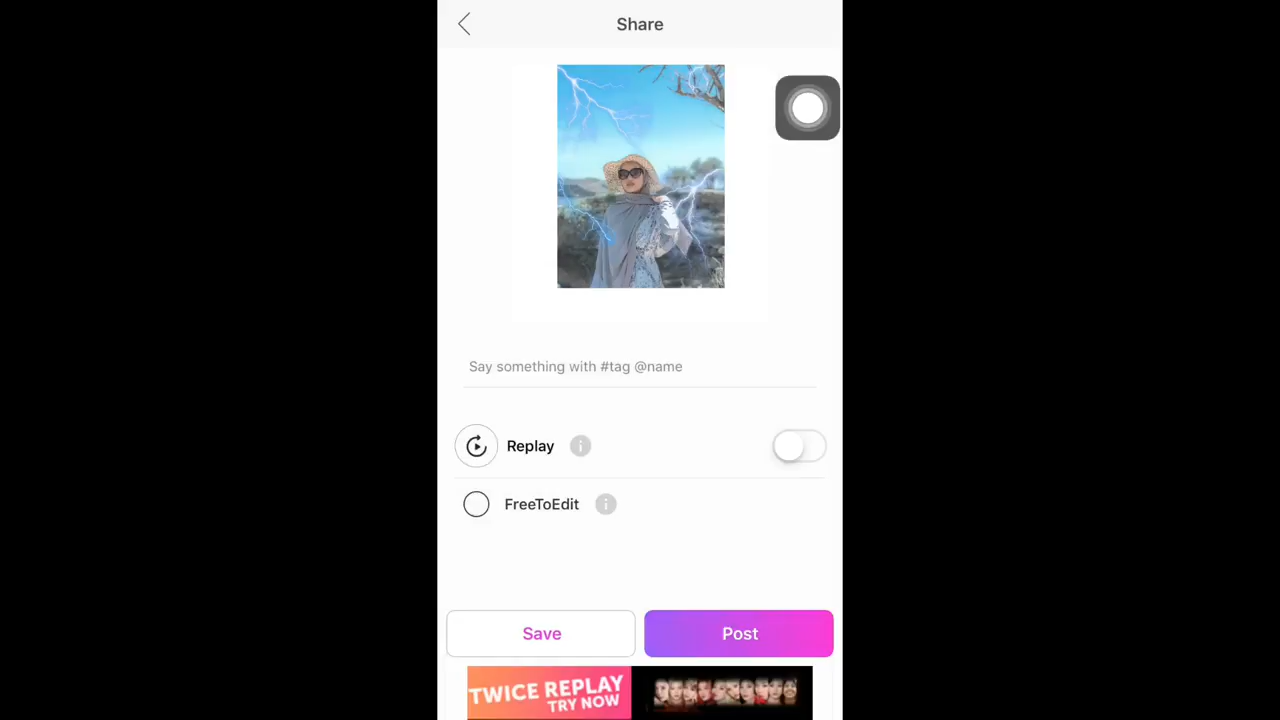 Share
Say something with #tag @name
Replay
FreeToEdit
Save
Post
TWICE REPLAY
TRY NOW